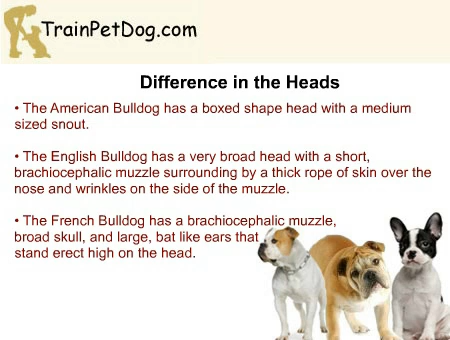 TrainPetDog.com
Difference in the Heads
• The American Bulldog has a boxed shape head with a medium
sized snout.
• The English Bulldog has a very broad head with a short,
brachiocephalic muzzle surrounding by a thick rope of skin over the
nose and wrinkles on the side of the muzzle.
• The French Bulldog has a brachiocephalic muzzle,
broad skull, and large, bat like ears that
stand erect high on the head.